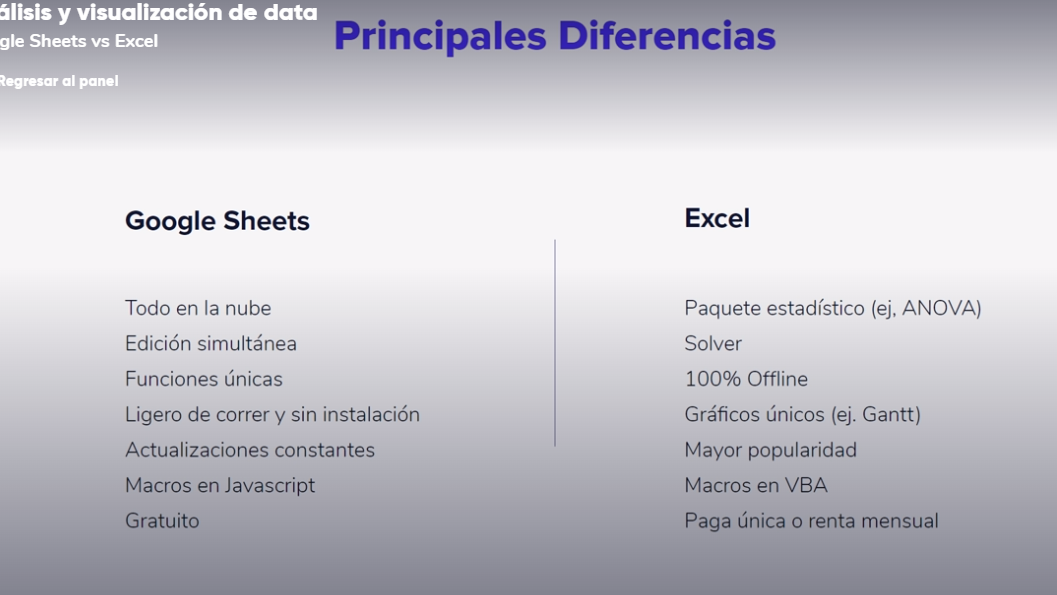 álisis y visualización de data
gle Sheets vs Excel
Regresar al panel
Principales Diferencias
Google Sheets
Todo en la nube
Edición simultánea
Funciones únicas
Ligero de correr y sin instalación
Actualizaciones constantes
Macros en Javascript
Gratuito
Excel
Paquete estadístico (ej, ANOVA)
Solver
100% Offline
Gráficos únicos (ej. Gantt)
Mayor popularidad
Macros en VBA
Paga única o renta mensual